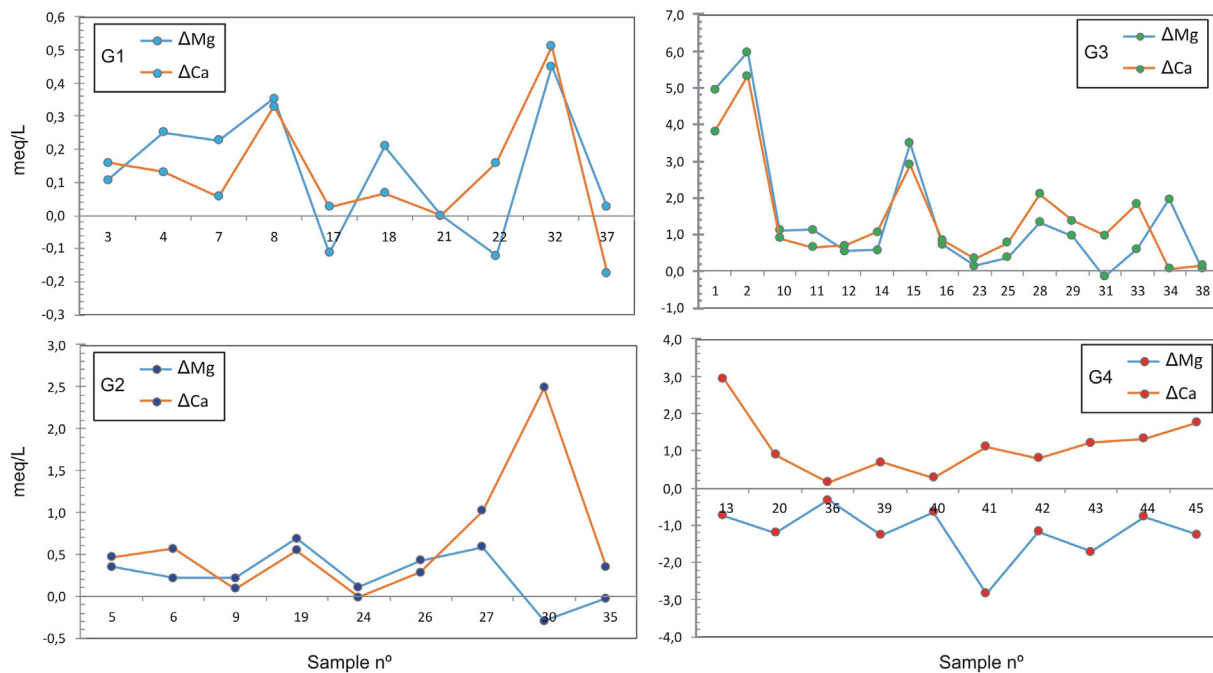 G1
ΔMg
ΔCa
meq/L
0,6
0,5
0,4
0,3
0,2
0,1
0,0
-0,1
-0,2
-0,3
3 4 7 8 17 18 21 22 32 37
G3
ΔMg
ΔCa
7,0
6,0
5,0
4,0
3,0
2,0
1,0
0,0
-1,0
1 2 10 11 12 14 15 16 23 25 28 29 31 33 34 38
G2
ΔMg
ΔCa
meq/L
3,0
2,5
2,0
1,5
1,0
0,5
0,0
-0,5
5 6 9 19 24 26 27 30 35
Sample nº
G4
ΔMg
ΔCa
4,0
3,0
2,0
1,0
0,0
-1,0
-2,0
-3,0
-4,0
13 20 36 39 40 41 42 43 44 45
Sample nº